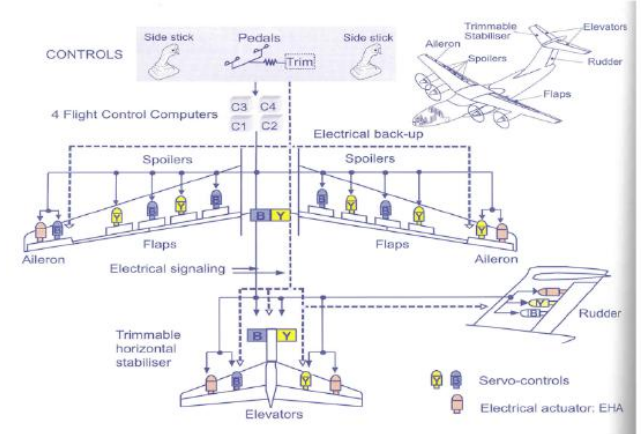 Side stick
Pedals
Side stick
CONTROLS
Trim
Trimmable
Stabiliser
Elevators
Aileron
Spoilers
Rudder
Flaps
4 Flight Control Computers
C3 C4
C1 C2
Electrical back-up
Spoilers
Spoilers
Y
B
Y
B
B
Y
B
Y
B
Y
B
Y
Flaps
Flaps
Aileron
Aileron
Electrical signaling
Y
B
Rudder
Trimmable
horizontal
stabiliser
B
Y
B
Y
Elevators
Y
B
Servo-controls
Electrical actuator: EHA